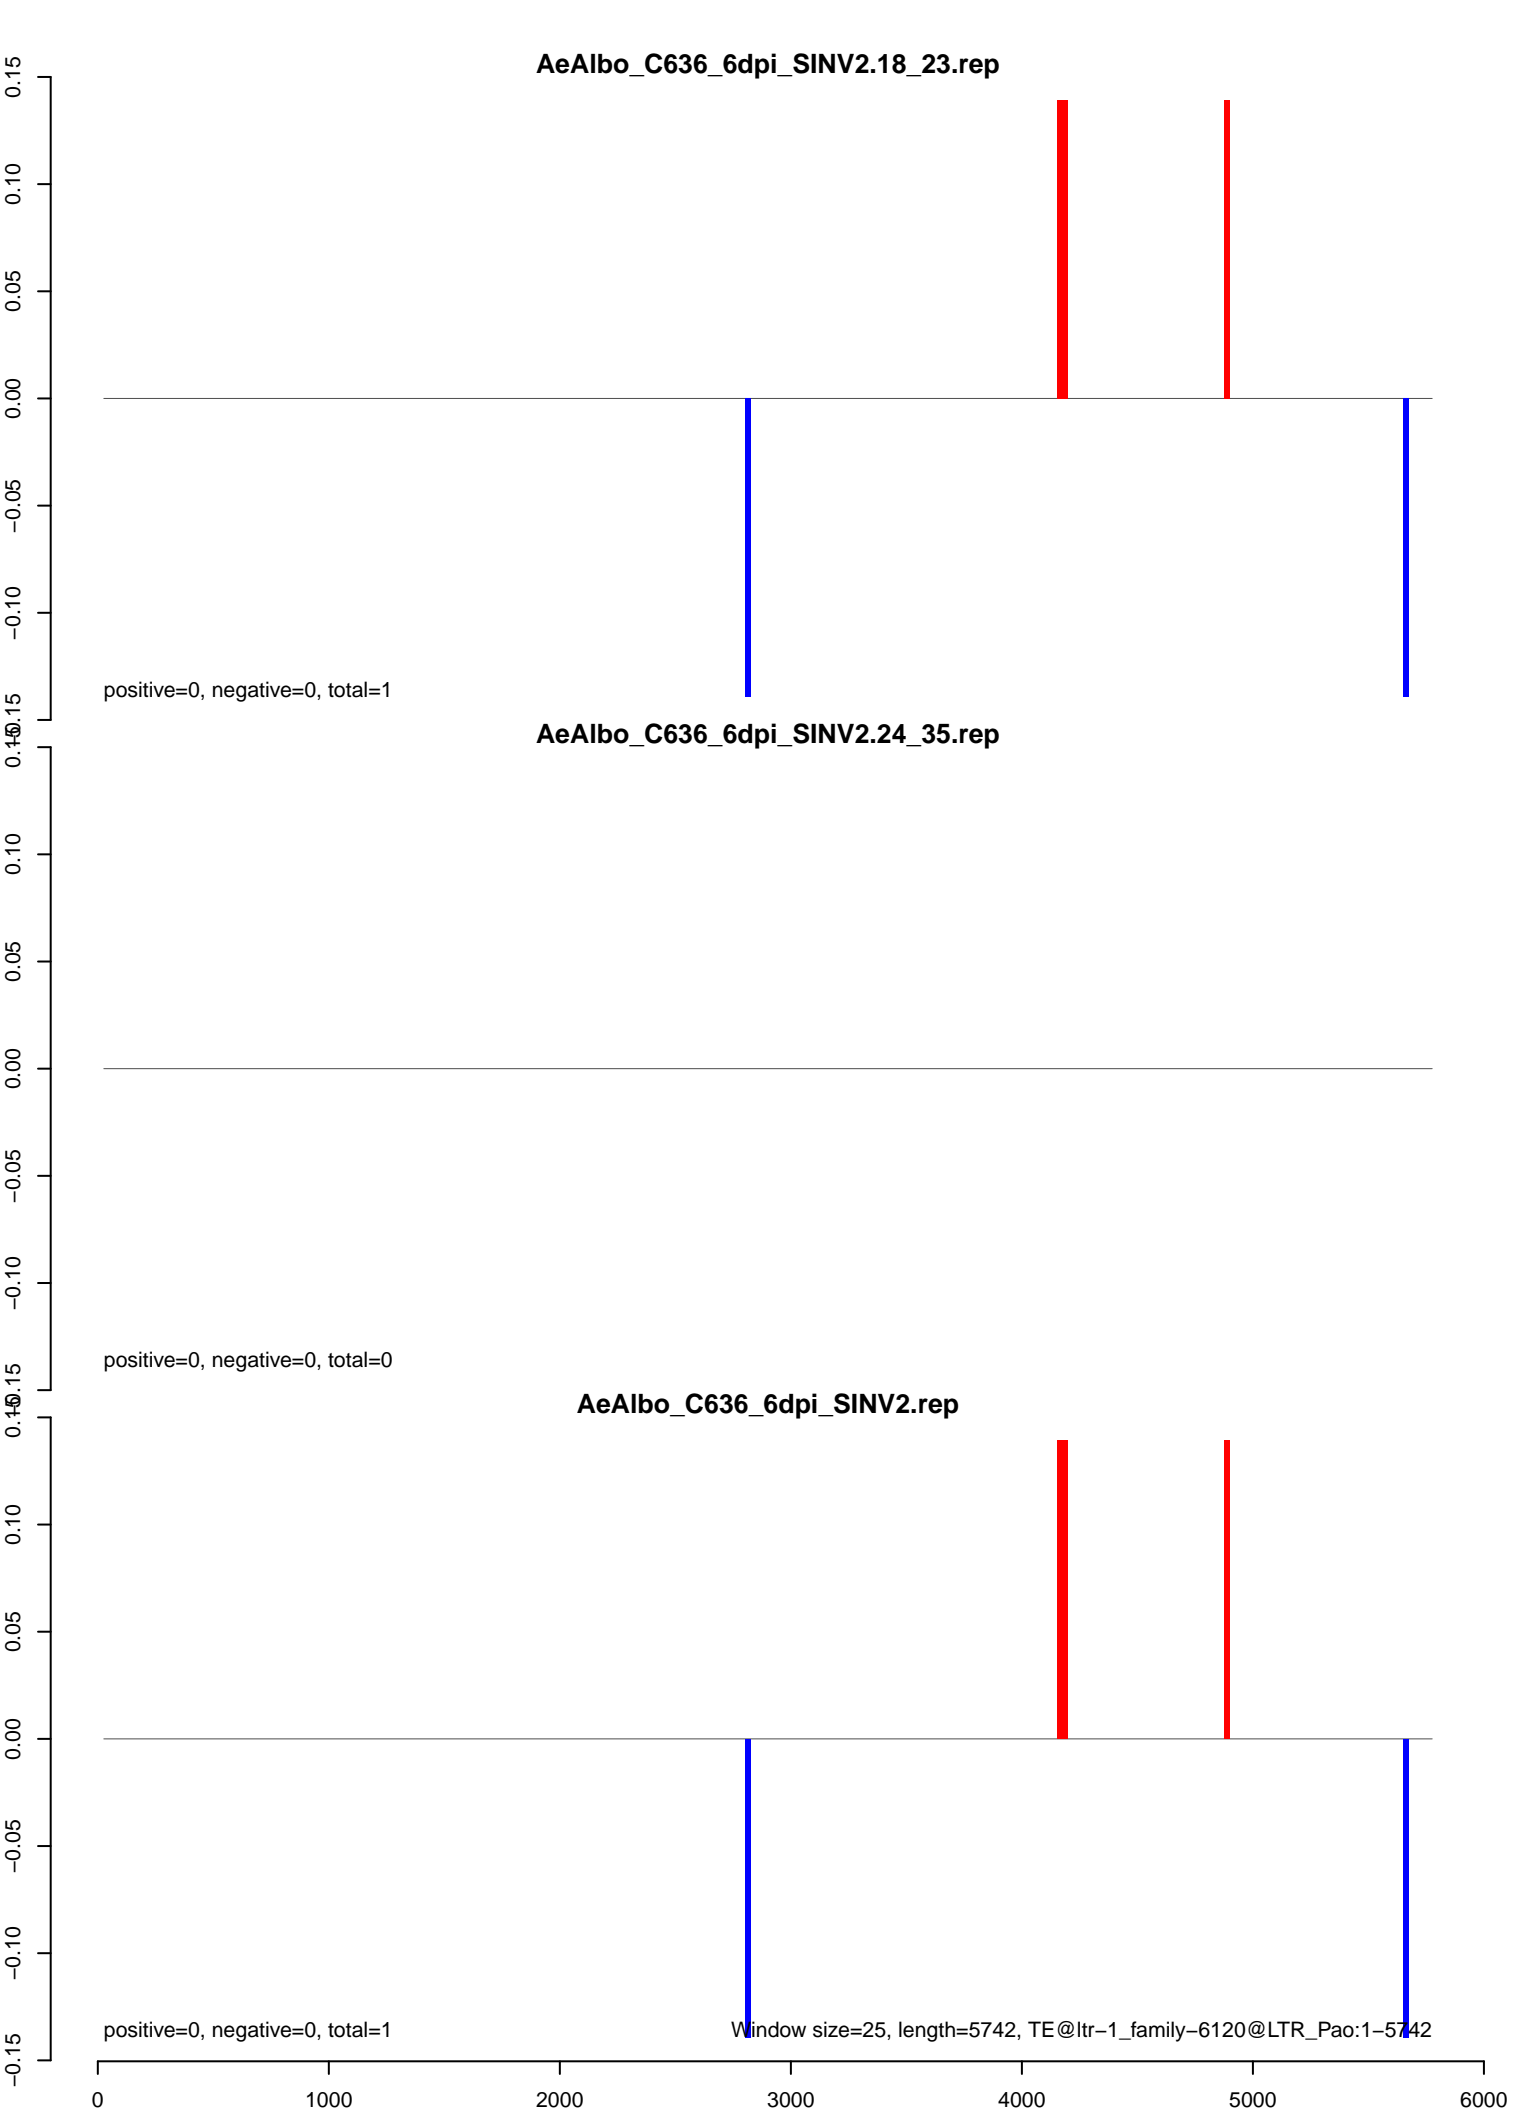 AeAlbo_C636_6dpi_SINV2.18_23.rep
0.15
0.10
0.05
0.00
−0.05
−0.10
−0.15
positive=0, negative=0, total=1
AeAlbo_C636_6dpi_SINV2.24_35.rep
0.15
0.10
0.05
0.00
−0.05
−0.10
−0.15
positive=0, negative=0, total=0
AeAlbo_C636_6dpi_SINV2.rep
0.15
0.10
0.05
0.00
−0.05
−0.10
−0.15
positive=0, negative=0, total=1
Window size=25, length=5742, TE@ltr−1_family−6120@LTR_Pao:1−5742
0 1000 2000 3000 4000 5000 6000